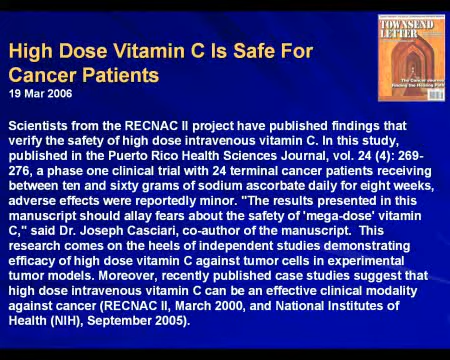 TOWNSEND
LETTER
High Dose Vitamin C Is Safe For
Cancer Patients
19 Mar 2006
Scientists from the RECNAC II project have published findings that
verify the safety of high dose intravenous vitamin C. In this study,
published in the Puerto Rico Health Sciences Journal, vol. 24 (4): 269-
276, a phase one clinical trial with 24 terminal cancer patients receiving
between ten and sixty grams of sodium ascorbate daily for eight weeks,
adverse effects were reportedly minor. "The results presented in this
manuscript should allay fears about the safety of 'mega-dose' vitamin
C," said Dr. Joseph Casciari, co-author of the manuscript.  This
research comes on the heels of independent studies demonstrating
efficacy of high dose vitamin C against tumor cells in experimental
tumor models. Moreover, recently published case studies suggest that
high dose intravenous vitamin C can be an effective clinical modality
against cancer (RECNAC II, March 2000, and National Institutes of
Health (NIH), September 2005).